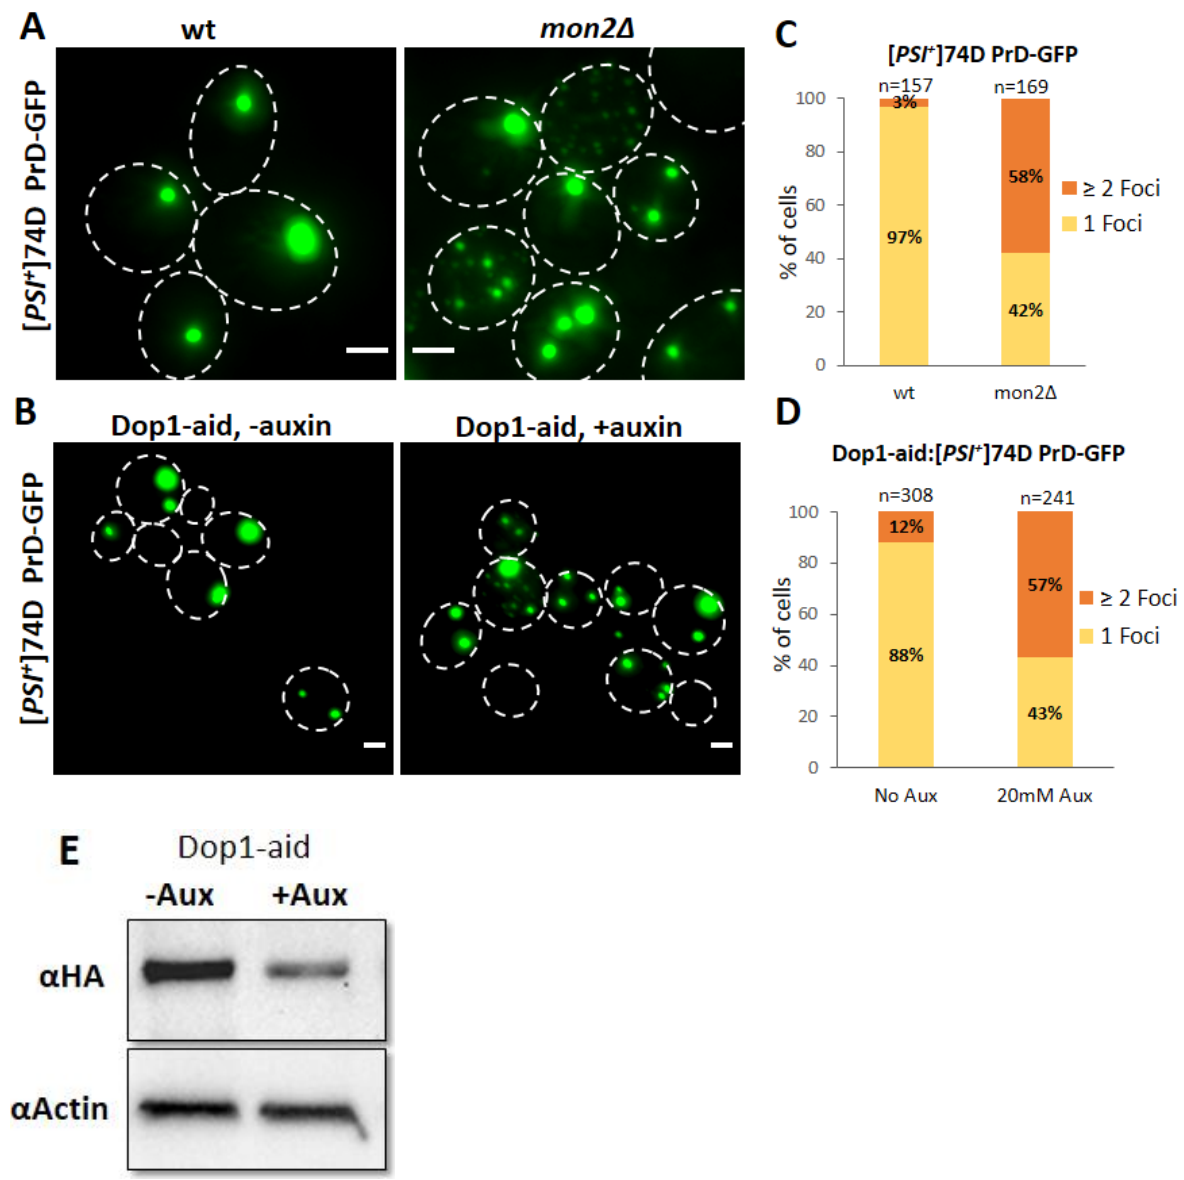 A
wt
mon2Δ
[PSI⁺]74D PrD-GFP
B
Dop1-aid, -auxin
Dop1-aid, +auxin
[PSI⁺]74D PrD-GFP
C
[PSI⁺]74D PrD-GFP
n=157
n=169
100
80
60
40
20
0
% of cells
3%
97%
58%
42%
≥ 2 Foci
1 Foci
wt
mon2Δ
D
Dop1-aid:[PSI⁺]74D PrD-GFP
n=308
n=241
100
80
60
40
20
0
% of cells
12%
88%
57%
43%
≥ 2 Foci
1 Foci
No Aux
20mM Aux
E
Dop1-aid
-Aux
+Aux
αHA
αActin